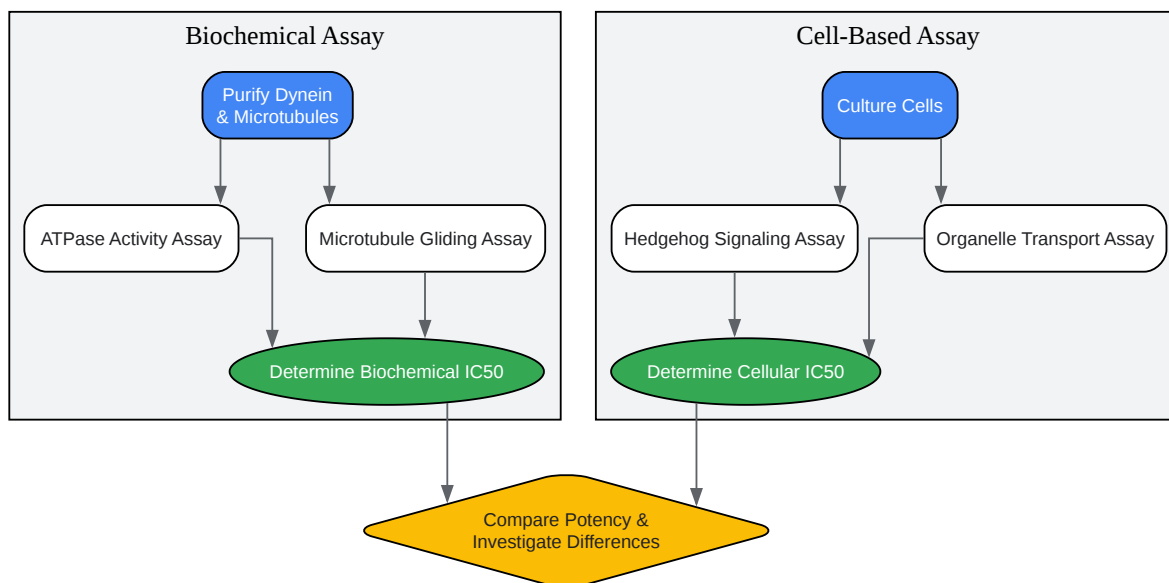 Biochemical Assay
Purify Dynein
& Microtubules
ATPase Activity Assay
Microtubule Gliding Assay
Determine Biochemical IC50
Cell-Based Assay
Culture Cells
Hedgehog Signaling Assay
Organelle Transport Assay
Determine Cellular IC50
Compare Potency &
Investigate Differences